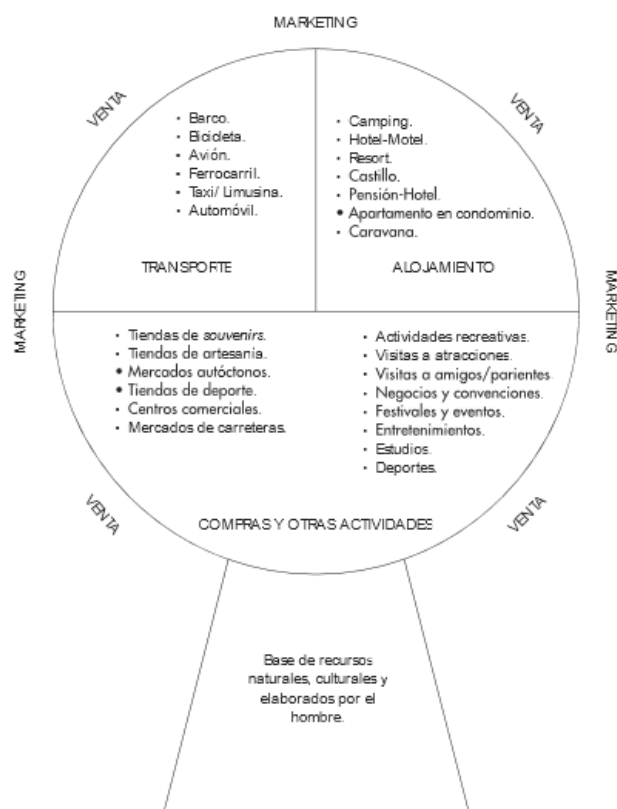 MARKETING
VENTA
VENTA
• Barco.
• Bicicleta.
• Avión.
• Ferrocarril.
• Taxi/ Limusina.
• Automóvil.
TRANSPORTE
• Camping.
• Hotel-Motel.
• Resort.
• Castillo.
• Pensión-Hotel.
• Apartamento en condominio.
• Caravana.
ALOJAMIENTO
MARKETING
MARKETING
• Tiendas de souvenirs.
• Tiendas de artesanía.
• Mercados autóctonos.
• Tiendas de deporte.
• Centros comerciales.
• Mercados de carreteras.
• Actividades recreativas.
• Visitas a atracciones.
• Visitas a amigos/parientes.
• Negocios y convenciones.
• Festivales y eventos.
• Entretenimientos.
• Estudios.
• Deportes.
VENTA
COMPRAS Y OTRAS ACTIVIDADES
VENTA
Base de recursos
naturales, culturales y
elaborados por el
hombre.